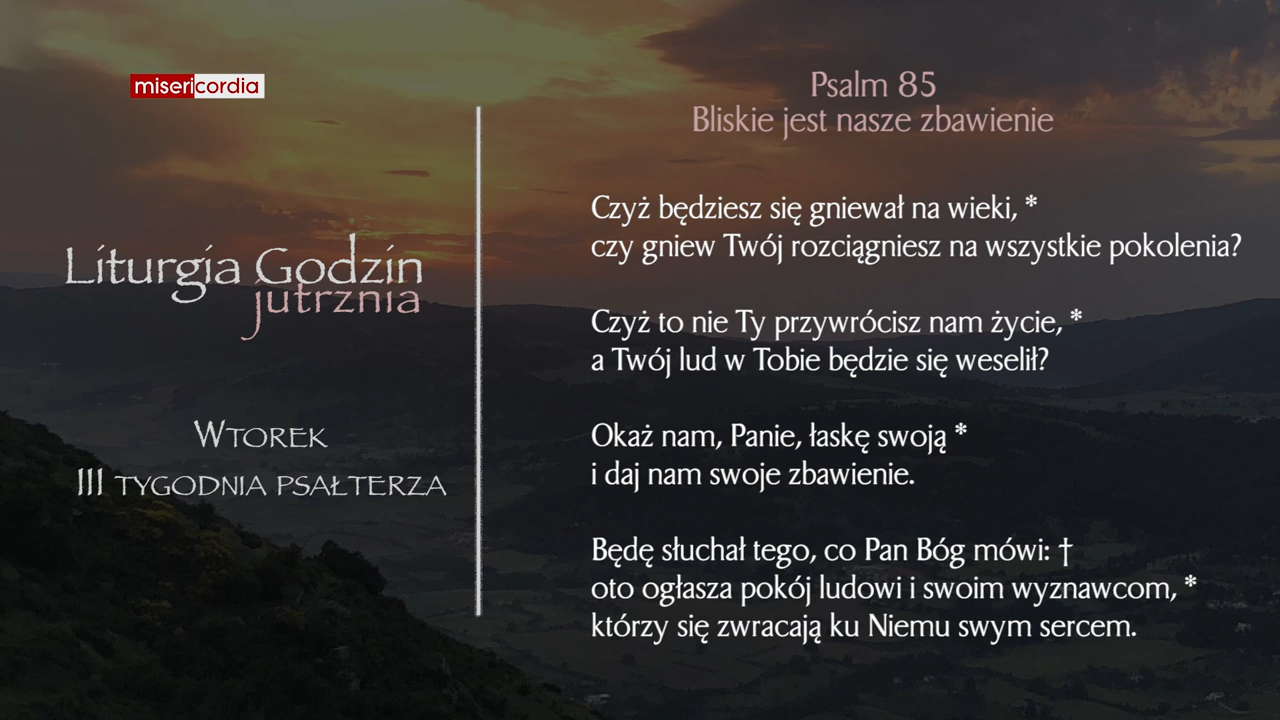 misericordia
Liturgia Godzin
jutrznia
Wtorek
III tygodnia psałterza
Psalm 85
Bliskie jest nasze zbawienie
Czyż będziesz się gniewał na wieki, *
czy gniew Twój rozciągniesz na wszystkie pokolenia?
Czyż to nie Ty przywrócisz nam życie, *
a Twój lud w Tobie będzie się weselił?
Okaż nam, Panie, łaskę swoją *
i daj nam swoje zbawienie.
Będę słuchał tego, co Pan Bóg mówi: †
oto ogłasza pokój ludowi i swoim wyznawcom, *
którzy się zwracają ku Niemu swym sercem.